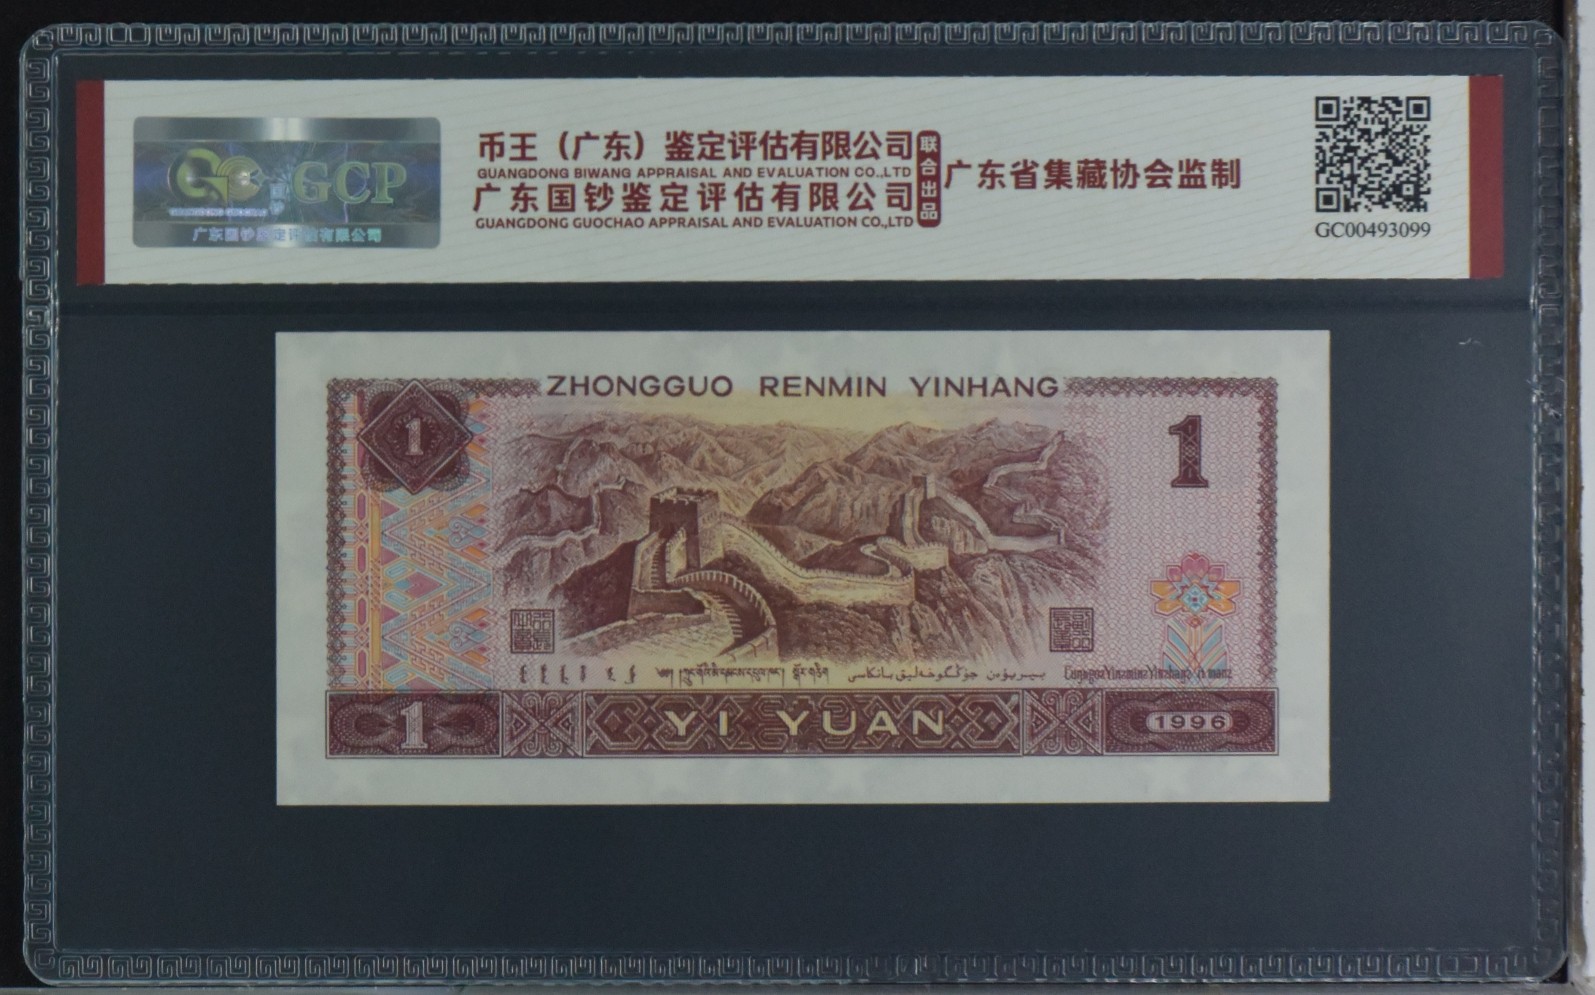 GCP
广东国钞鉴定评估有限公司
币王（广东）鉴定评估有限公司
GUANGDONG BIWANG APPRAISAL AND EVALUATION CO.,LTD
广东国钞鉴定评估有限公司
GUANGDONG GUOCHAO APPRAISAL AND EVALUATION CO.,LTD
联合出品
广东省集藏协会监制
GC00493099
ZHONGGUO RENMIN YINHANG
1
1
1
YI YUAN
1996